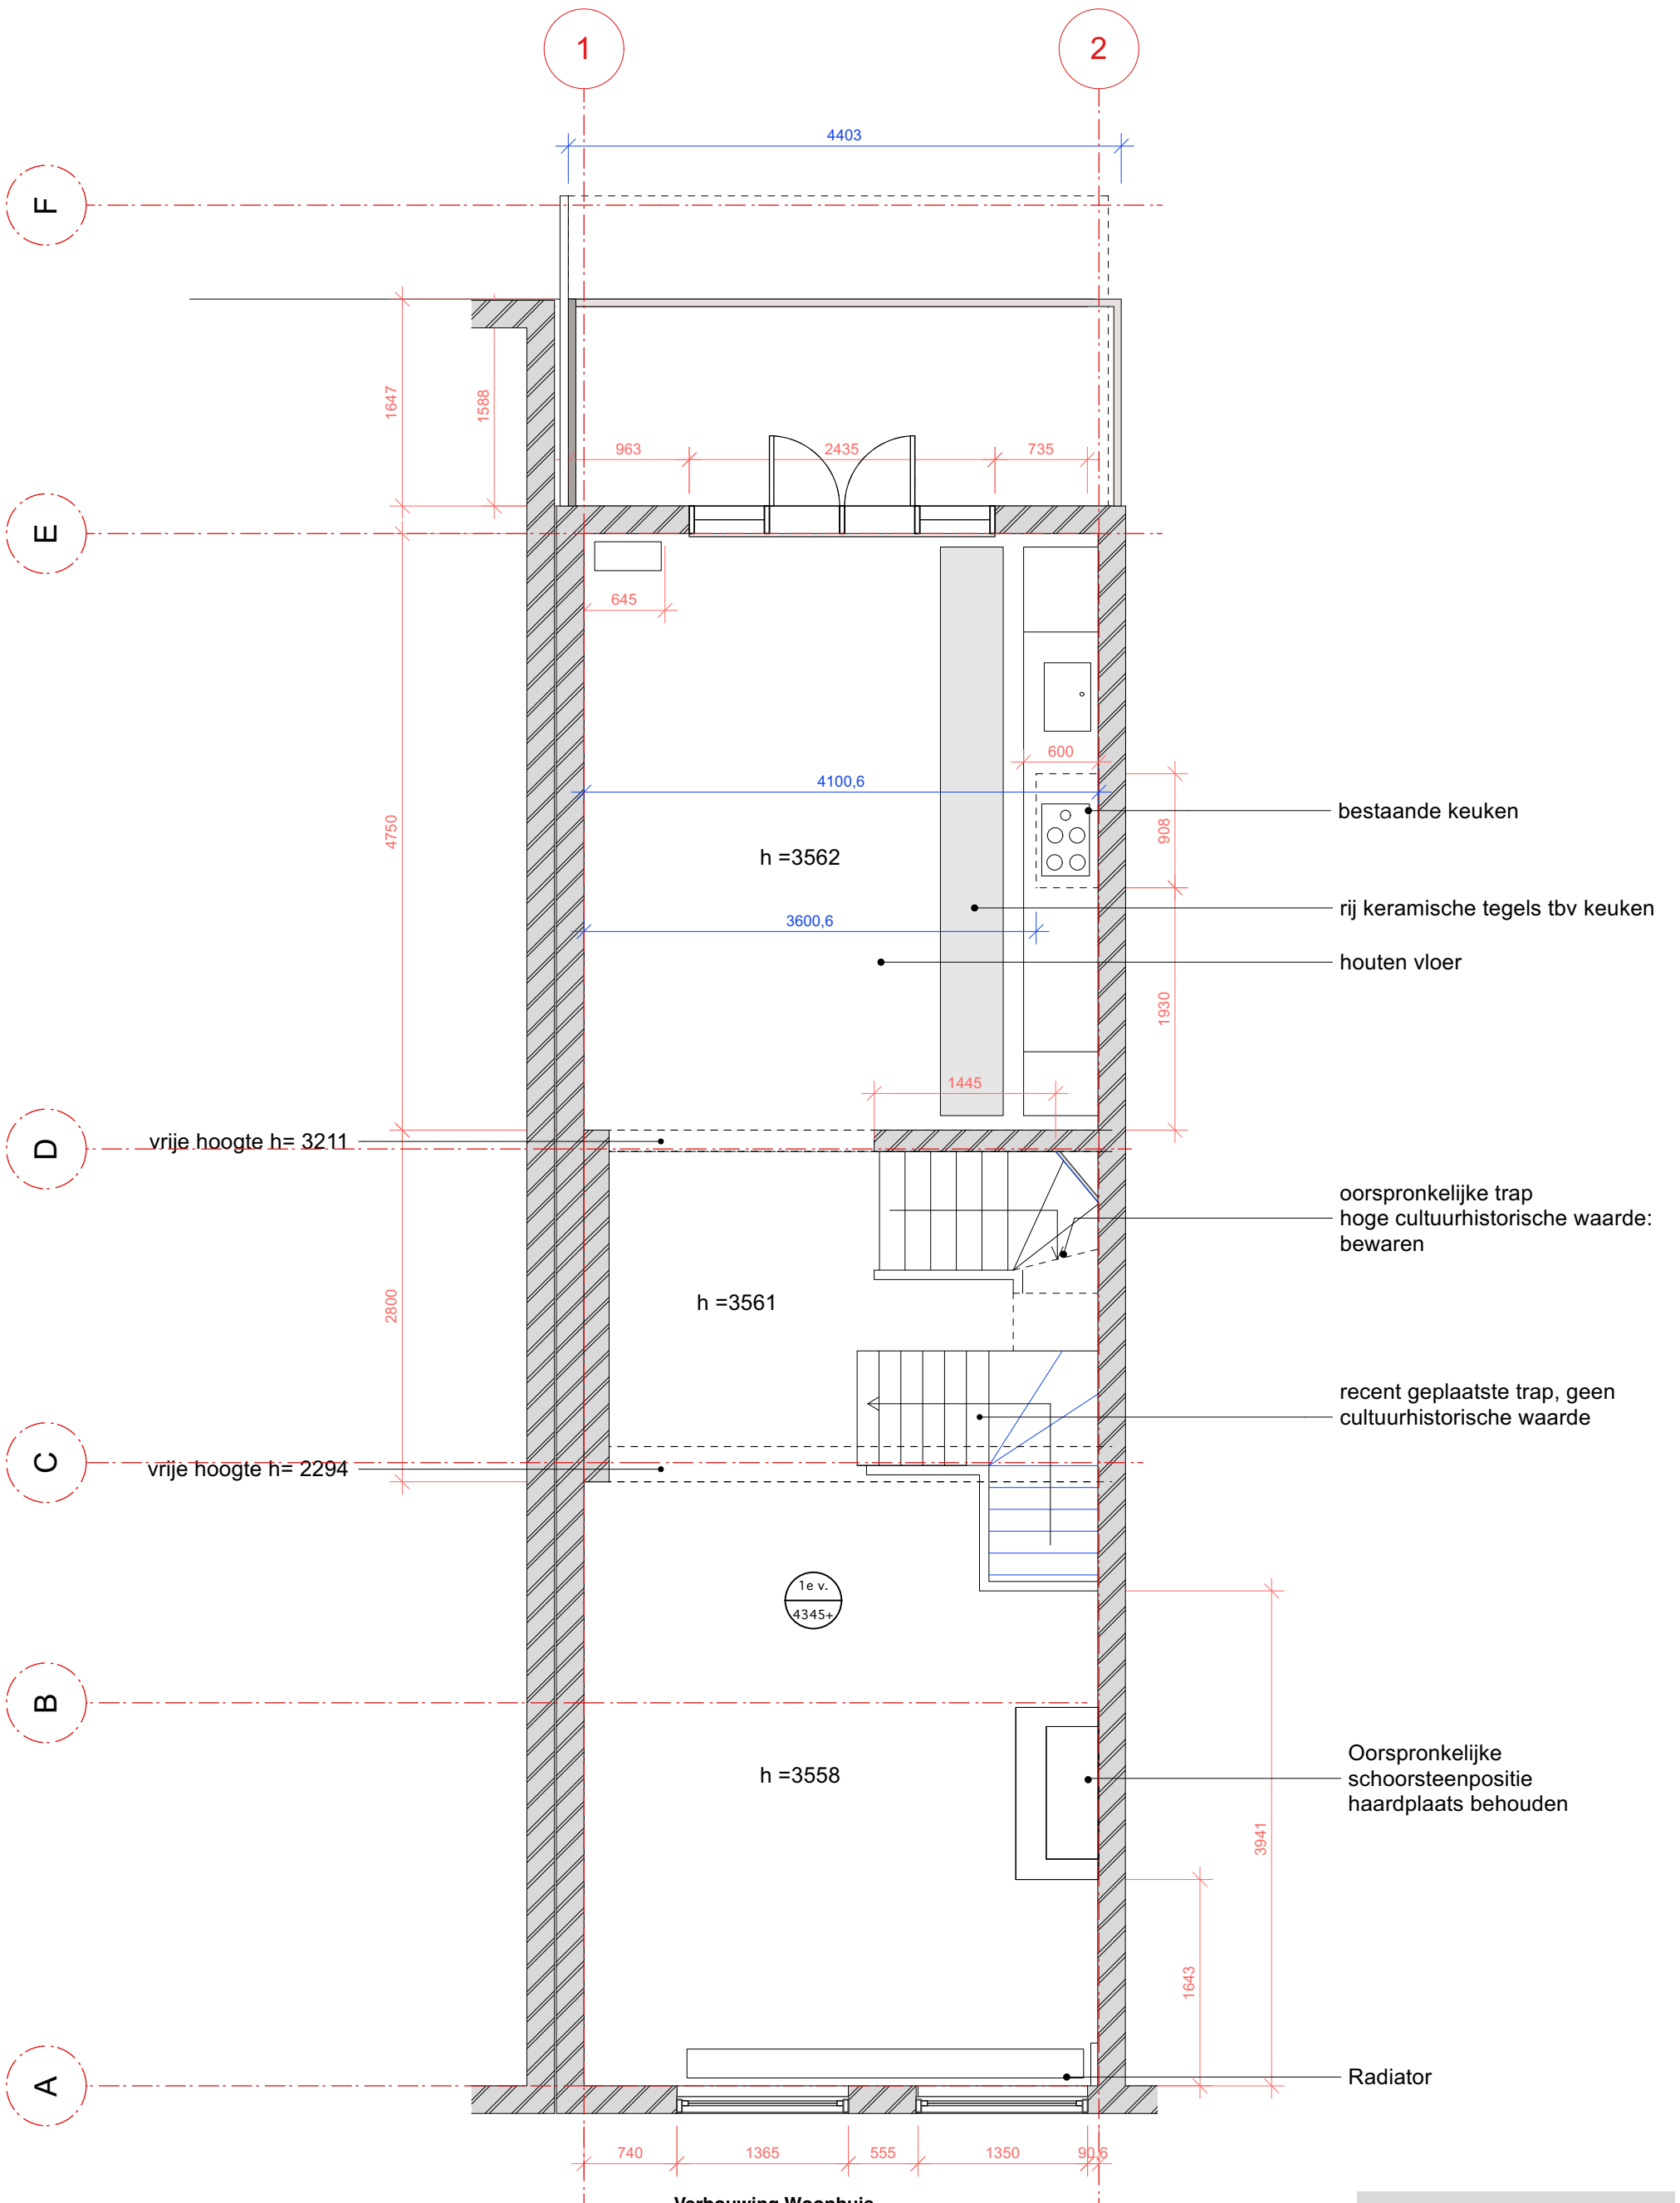 1
2
4403
F
1647
1588
963
2435
735
E
645
600
4100,6
bestaande keuken
4750
908
h =3562
rij keramische tegels tbv keuken
3600,6
houten vloer
1930
1445
D
vrije hoogte h= 3211
oorspronkelijke trap
hoge cultuurhistorische waarde:
bewaren
2800
h =3561
recent geplaatste trap, geen
cultuurhistorische waarde
C
vrije hoogte h= 2294
1e v.
4345+
B
Oorspronkelijke
schoorsteenpositie
haardplaats behouden
h =3558
3941
1643
A
Radiator
740
1365
555
1350
90,6
Verbouwing Woonhuis